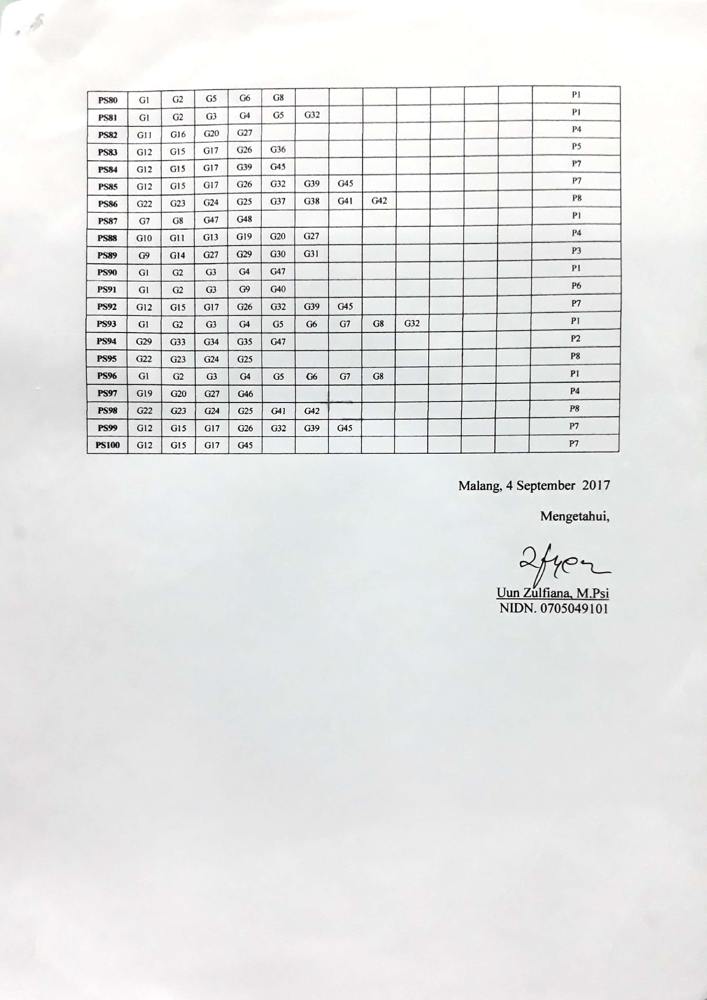 PS80 G1 G2 G5 G6 G8 P1
PS81 G1 G2 G3 G4 G5 G32 P1
PS82 G11 G16 G20 G27 P4
PS83 G12 G15 G17 G26 G36 P5
PS84 G12 G15 G17 G39 G45 P7
PS85 G12 G15 G17 G26 G32 G39 G45 P7
PS86 G22 G23 G24 G25 G37 G38 G41 G42 P8
PS87 G7 G8 G47 G48 P1
PS88 G10 G11 G13 G19 G20 G27 P4
PS89 G9 G14 G27 G29 G30 G31 P3
PS90 G1 G2 G3 G4 G47 P1
PS91 G1 G2 G3 G9 G40 P6
PS92 G12 G15 G17 G26 G32 G39 G45 P7
PS93 G1 G2 G3 G4 G5 G6 G7 G8 G32 P1
PS94 G29 G33 G34 G35 G47 P2
PS95 G22 G23 G24 G25 P8
PS96 G1 G2 G3 G4 G5 G6 G7 G8 P1
PS97 G19 G20 G27 G46 P4
PS98 G22 G23 G24 G25 G41 G42 P8
PS99 G12 G15 G17 G26 G32 G39 G45 P7
PS100 G12 G15 G17 G45 P7
Malang, 4 September 2017
Mengetahui,
Uun Zulfiana, M.Psi
NIDN. 0705049101